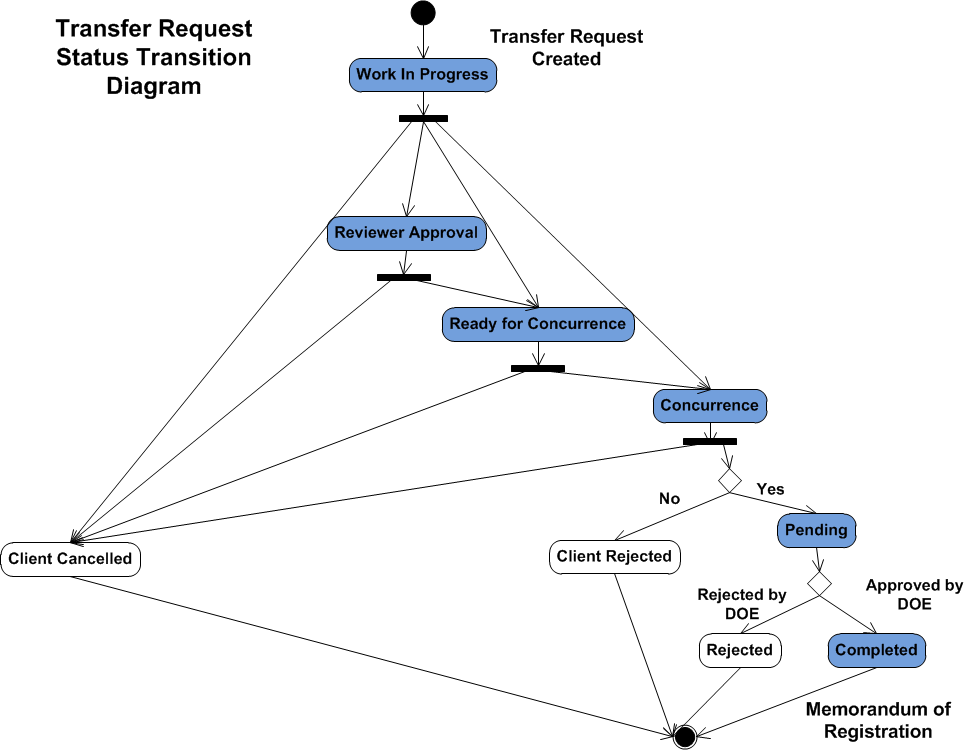 Transfer Request
Status Transition
Diagram
Transfer Request
Created
Work In Progress
Reviewer Approval
Ready for Concurrence
Concurrence
No
Yes
Pending
Client Cancelled
Client Rejected
Rejected by
DOE
Approved by
DOE
Rejected
Completed
Memorandum of
Registration